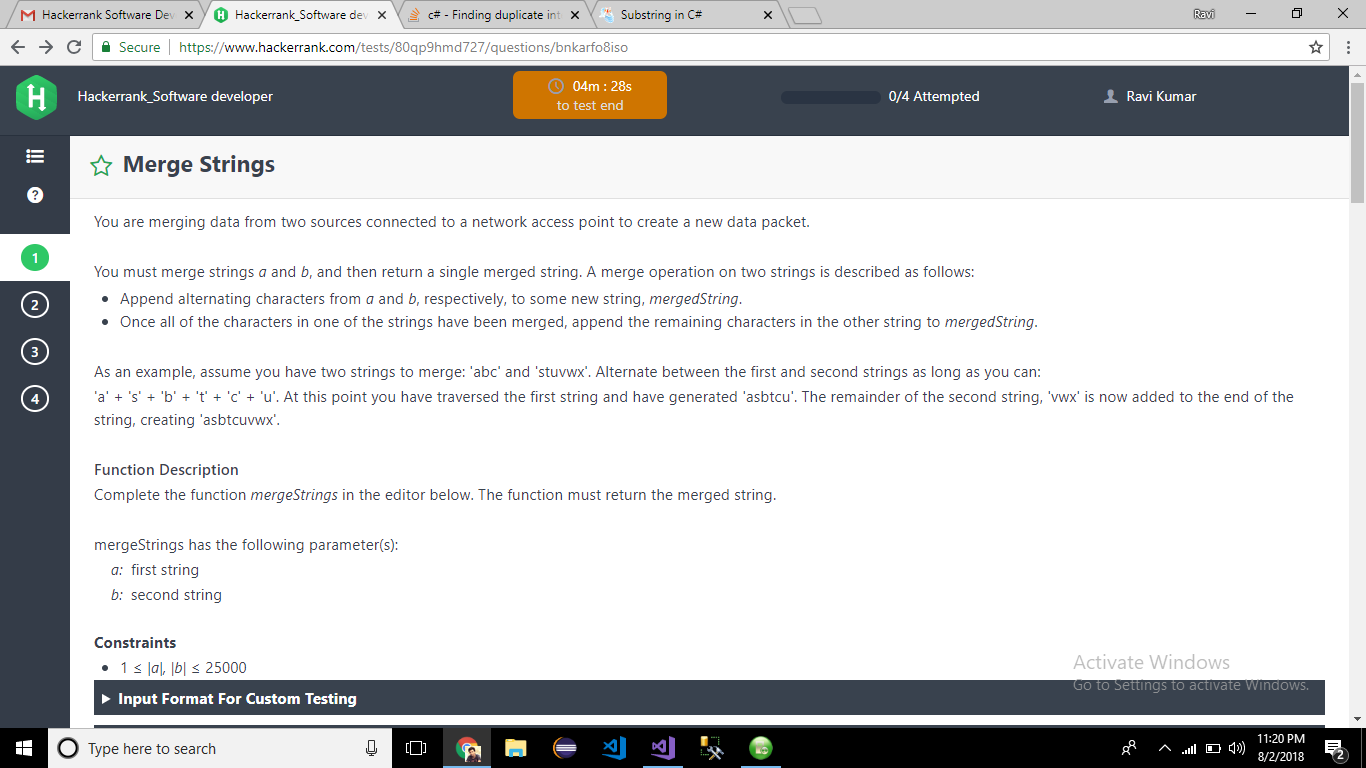 Hackerrank Software Dev
Hackerrank_Software dev
c# - Finding duplicate int
Substring in C#
Ravi
Secure
https://www.hackerrank.com/tests/80qp9hmd727/questions/bnkarfo8iso
H
Hackerrank_Software developer
04m : 28s
to test end
0/4 Attempted
Ravi Kumar
?
Merge Strings
You are merging data from two sources connected to a network access point to create a new data packet.
1
You must merge strings a and b, and then return a single merged string. A merge operation on two strings is described as follows:
2
• Append alternating characters from a and b, respectively, to some new string, mergedString.
• Once all of the characters in one of the strings have been merged, append the remaining characters in the other string to mergedString.
3
As an example, assume you have two strings to merge: 'abc' and 'stuvwx'. Alternate between the first and second strings as long as you can:
4
'a' + 's' + 'b' + 't' + 'c' + 'u'. At this point you have traversed the first string and have generated 'asbtcu'. The remainder of the second string, 'vwx' is now added to the end of the
string, creating 'asbtcuvwx'.
Function Description
Complete the function mergeStrings in the editor below. The function must return the merged string.
mergeStrings has the following parameter(s):
a: first string
b: second string
Constraints
• 1 ≤ |a|, |b| ≤ 25000
Activate Windows
Go to Settings to activate Windows.
Input Format For Custom Testing
Type here to search
11:20 PM
8/2/2018
2